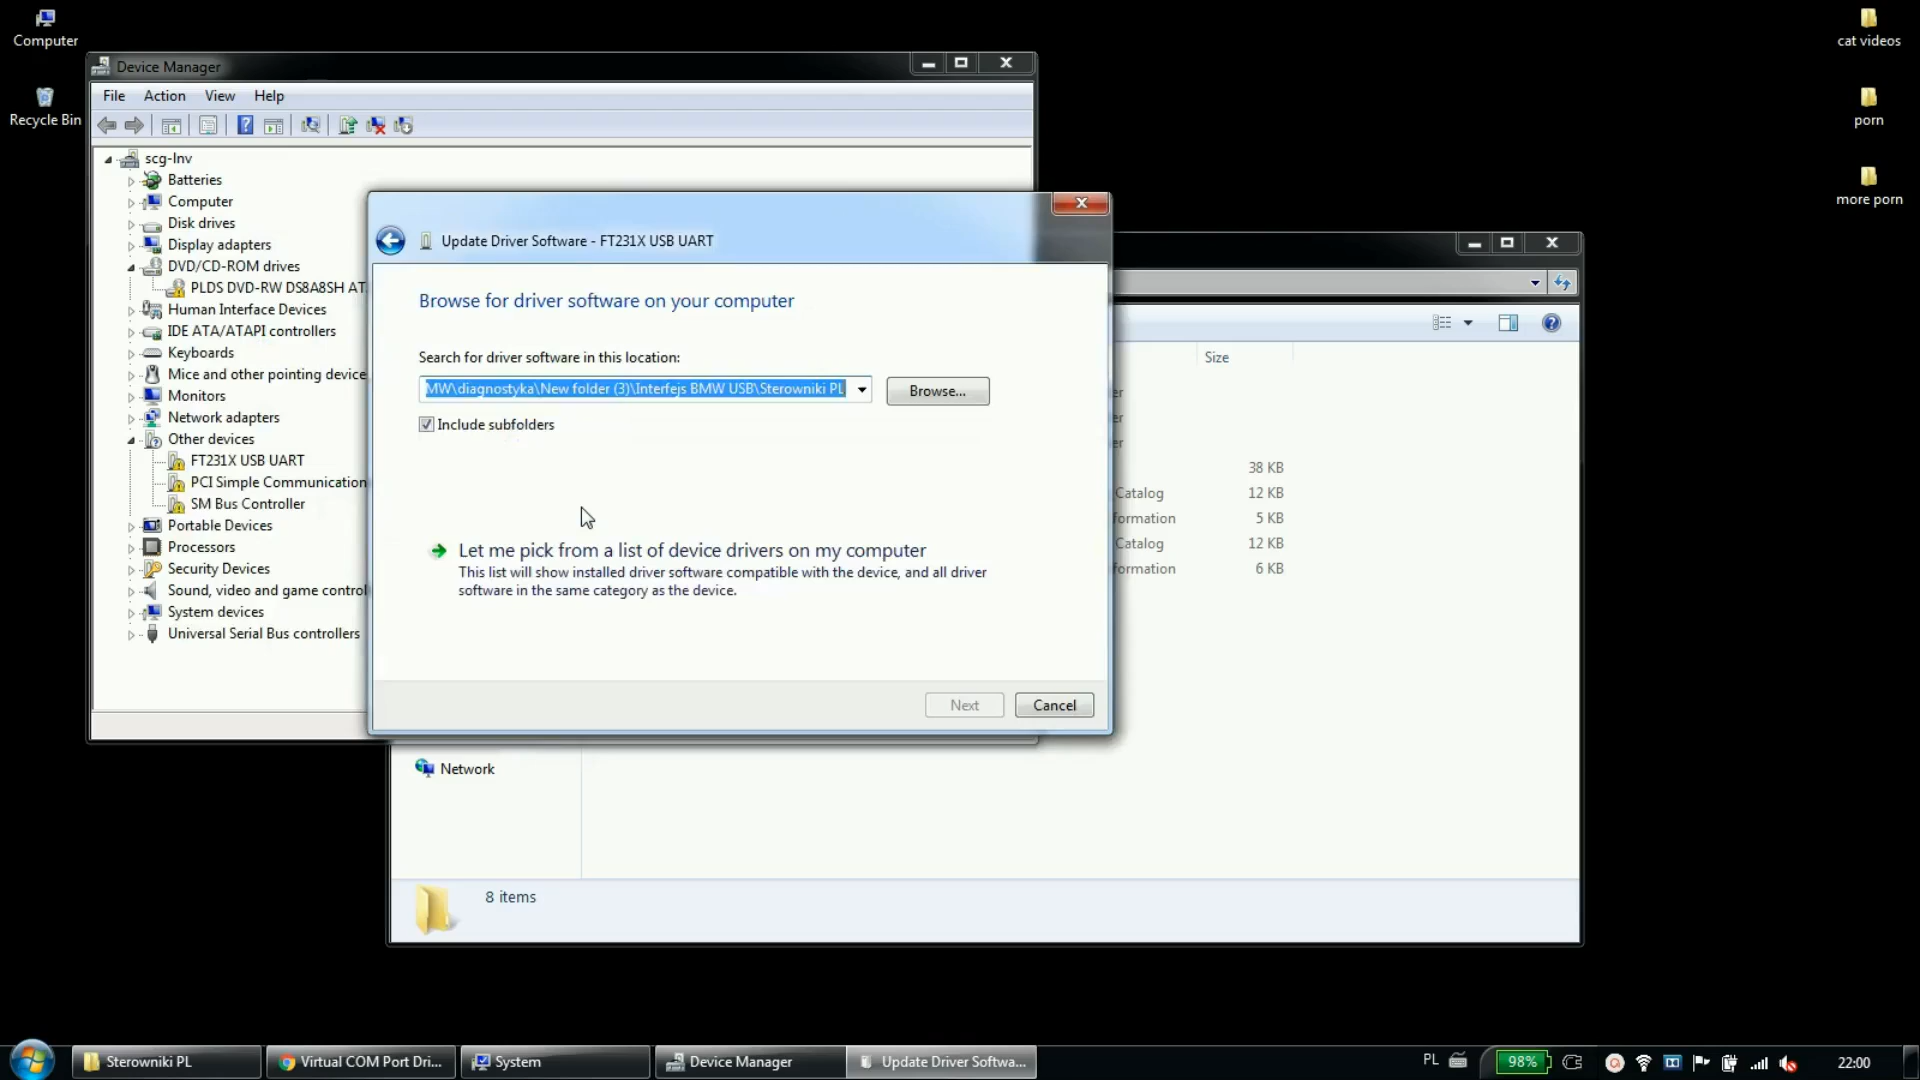 Computer
Recycle Bin
cat videos
porn
more porn
Device Manager
File Action View Help
scg-Inv
Batteries
Computer
Disk drives
Display adapters
DVD/CD-ROM drives
PLDS DVD-RW DS8A8SH AT
Human Interface Devices
IDE ATA/ATAPI controllers
Keyboards
Mice and other pointing device
Monitors
Network adapters
Other devices
FT231X USB UART
PCI Simple Communication
SM Bus Controller
Portable Devices
Processors
Security Devices
Sound, video and game control
System devices
Universal Serial Bus controllers
Update Driver Software - FT231X USB UART
Browse for driver software on your computer
Search for driver software in this location:
MW\diagnostyka\New folder (3)\Interfejs BMW USB\Sterowniki PL
Browse...
Include subfolders
Let me pick from a list of device drivers on my computer
This list will show installed driver software compatible with the device, and all driver
software in the same category as the device.
Next Cancel
Size
er
er
er
38 KB
Catalog 12 KB
formation 5 KB
Catalog 12 KB
formation 6 KB
Network
8 items
Sterowniki PL
Virtual COM Port Dri...
System
Device Manager
Update Driver Softwa...
PL
98%
22:00